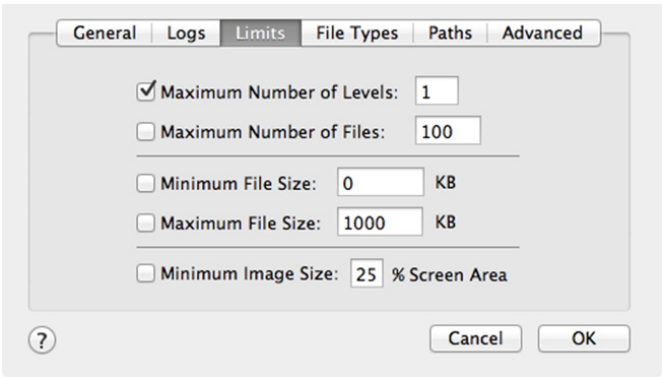 General Logs Limits File Types Paths Advanced
Maximum Number of Levels: 1
Maximum Number of Files: 100
Minimum File Size: 0 KB
Maximum File Size: 1000 KB
Minimum Image Size: 25 % Screen Area
? Cancel OK